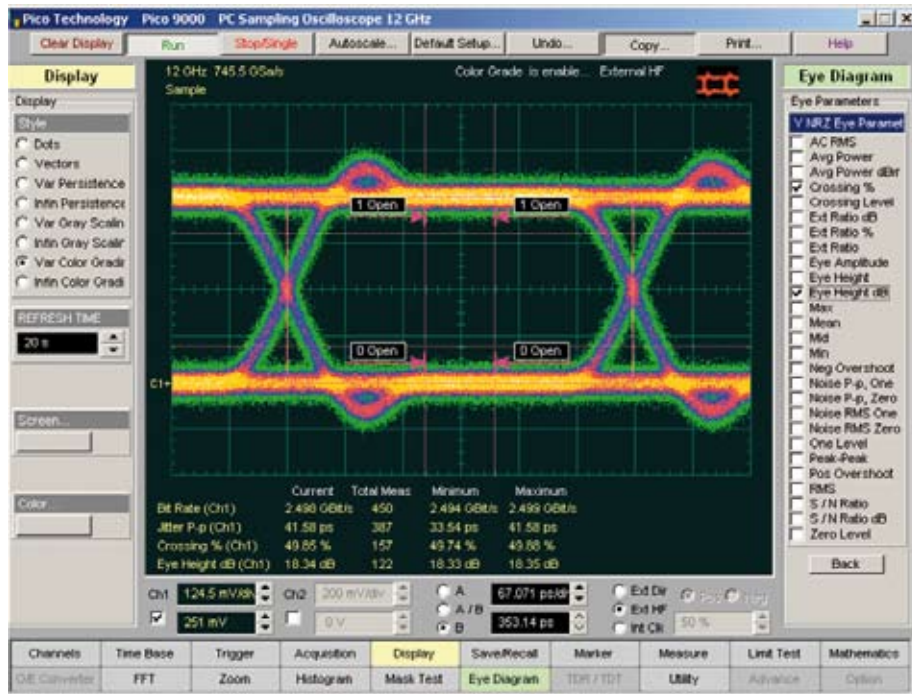 Pico Technology Pico 9000 PC Sampling Oscilloscope 12 GHz
Clear Display Run Stop/Single Autoscale... Default Setup... Undo... Copy... Print... Help
Display
Display
Style
Dots
Vectors
Var Persistence
Infin Persistence
Var Gray Scalin
Infin Gray Scalir
Var Color Gradir
Infin Color Gradi
REFRESH TIME
20 s
Screen...
Color
12 GHz 745.5 GSa/s Color Grade is enable... External HF
Sample
1 Open 1 Open
0 Open 0 Open
C1+
Current Total Meas Minimum Maximum
Bit Rate (Ch1) 2.498 GBit/s 450 2.494 GBit/s 2.499 GBit/s
Jitter P-p (Ch1) 41.58 ps 387 33.54 ps 41.58 ps
Crossing % (Ch1) 49.85 % 157 49.74 % 49.88 %
Eye Height dB (Ch1) 18.34 dB 122 18.33 dB 18.35 dB
Eye Diagram
Eye Parameters
V NRZ Eye Paramet
AC RMS
Avg Power
Avg Power dBm
Crossing %
Crossing Level
Ext Ratio dB
Ext Ratio %
Ext Ratio
Eye Amplitude
Eye Height
Eye Height dB
Max
Mean
Mid
Min
Neg Overshoot
Noise P-p, One
Noise P-p, Zero
Noise RMS One
Noise RMS Zero
One Level
Peak-Peak
Pos Overshoot
RMS
S / N Ratio
S / N Ratio dB
Zero Level
Back
Ch1 124.5 mV/div Ch2 200 mV/div A 67.071 ps/div Ext Dir Pos Neg
A / B Ext HF
251 mV 0 V B 353.14 ps Int Clk 50 %
Channels Time Base Trigger Acquisition Display Save/Recall Marker Measure Limit Test Mathematics
O/E Converter FFT Zoom Histogram Mask Test Eye Diagram TDR / TDT Utility Advance Option